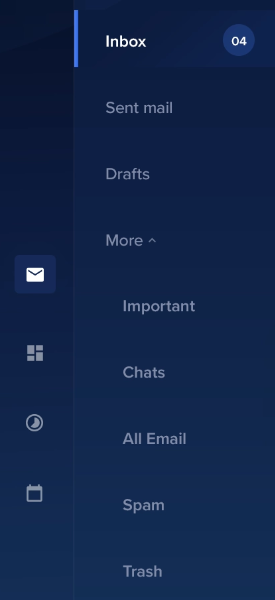 Inbox
04
Sent mail
Drafts
More
Important
Chats
All Email
Spam
Trash